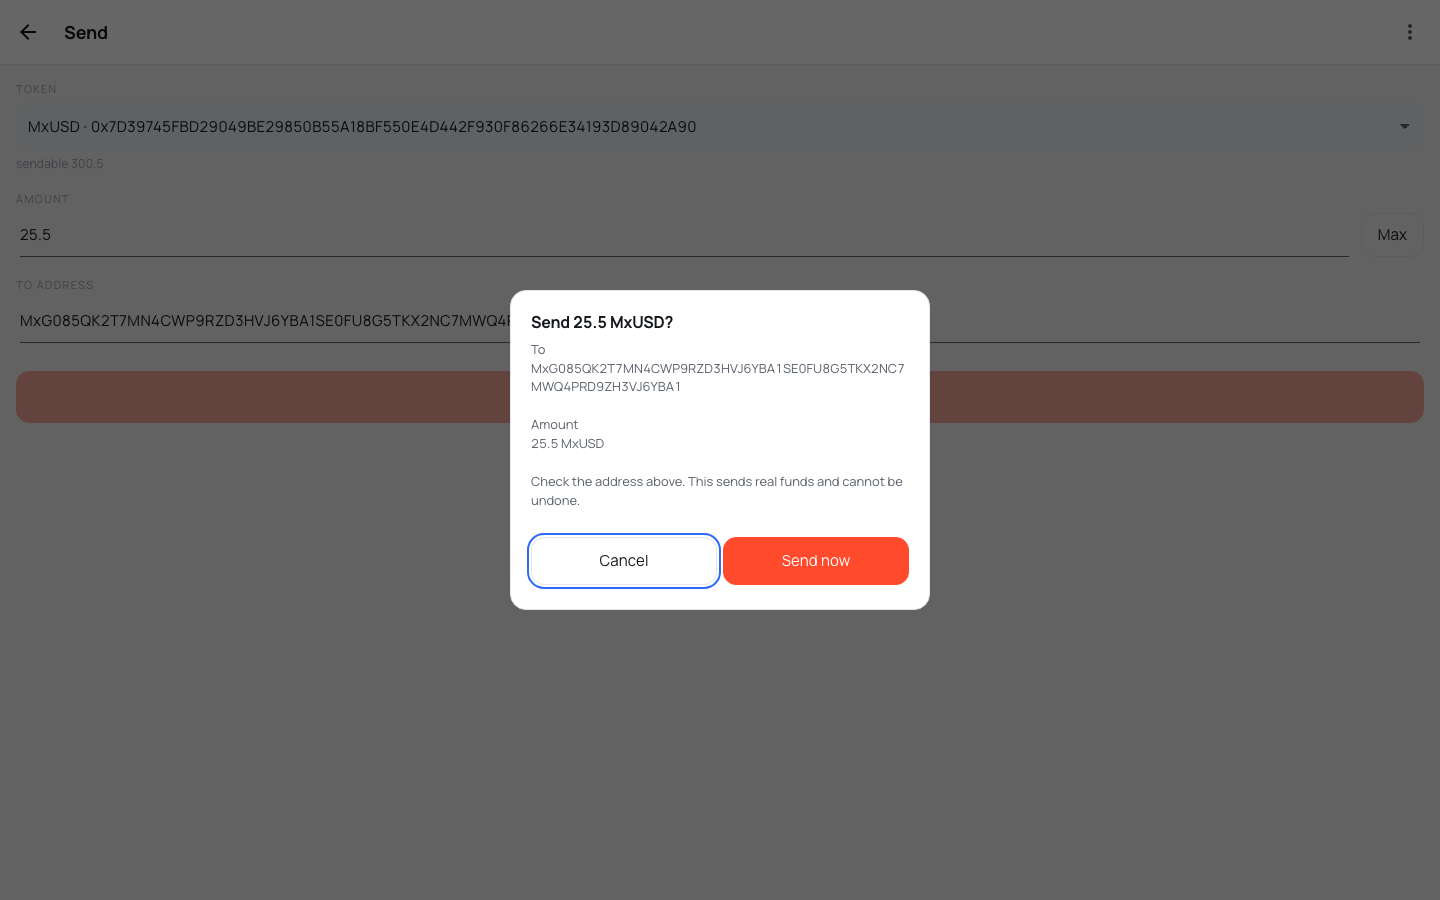 Send
TOKEN
MxUSD · 0x7D39745FBD29049BE29850B55A18BF550E4D442F930F86266E34193D89042A90
sendable 300.5
AMOUNT
25.5
Max
TO ADDRESS
MxG085QK2T7MN4CWP9RZD3HVJ6YBA1SE0FU8G5TKX2NC7MWQ4
Send 25.5 MxUSD?
To
MxG085QK2T7MN4CWP9RZD3HVJ6YBA1SE0FU8G5TKX2NC7
MWQ4PRD9ZH3VJ6YBA1
Amount
25.5 MxUSD
Check the address above. This sends real funds and cannot be
undone.
Cancel
Send now